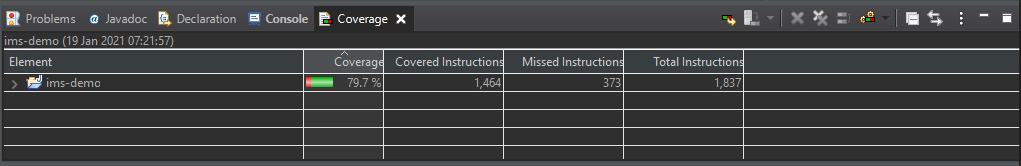 Problems Javadoc Declaration Console Coverage
ims-demo (19 Jan 2021 07:21:57)
Element Coverage Covered Instructions Missed Instructions Total Instructions
ims-demo 79.7 % 1,464 373 1,837